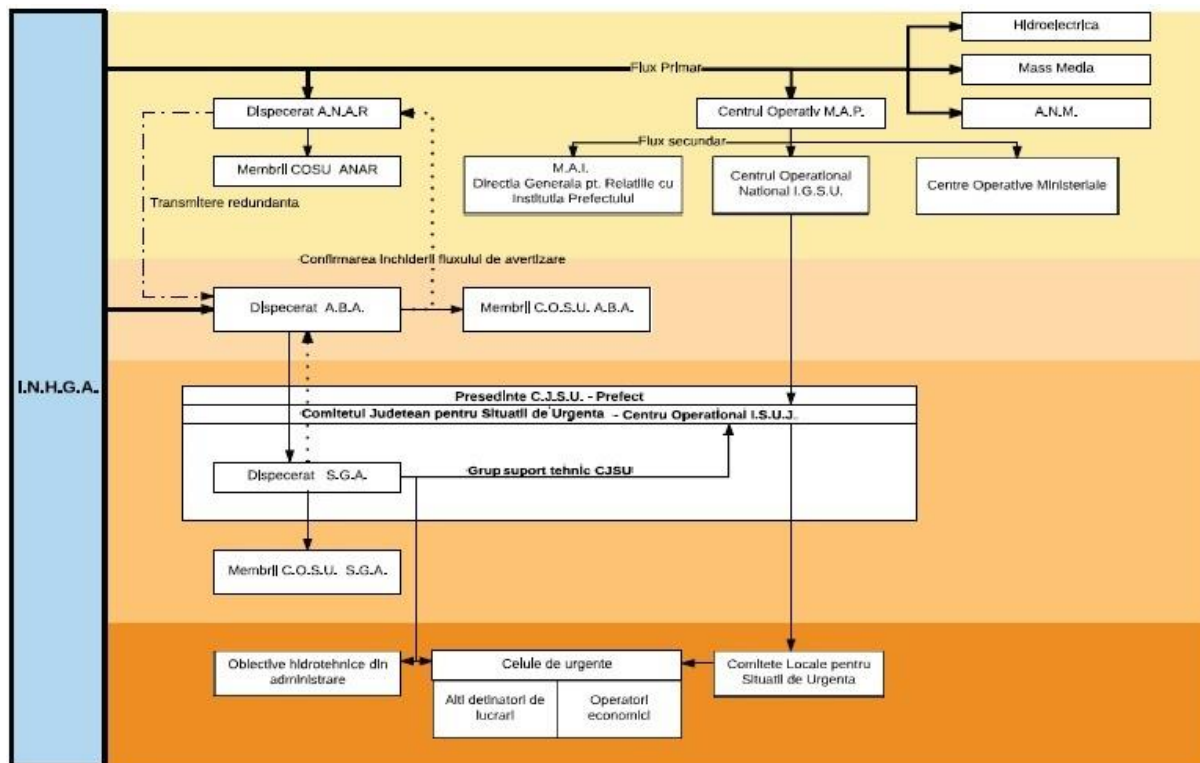 I.N.H.G.A.
Hidroelectrica
Flux Primar
Mass Media
Dispecerat A.N.A.R
Centrul Operativ M.A.P.
A.N.M.
Flux secundar
Membrii COSU ANAR
M.A.I.
Directia Generala pt. Relatiile cu
Institutia Prefectului
Centrul Operational
National I.G.S.U.
Centre Operative Ministeriale
Transmitere redundanta
Confirmarea inchiderii fluxului de avertizare
Dispecerat A.B.A.
Membrii C.O.S.U. A.B.A.
Presedinte C.J.S.U. - Prefect
Comitetul Judetean pentru Situatii de Urgenta - Centru Operational I.S.U.J.
Grup suport tehnic CJSU
Dispecerat S.G.A.
Membrii C.O.S.U. S.G.A.
Obiective hidrotehnice din
administrare
Celule de urgente
Alti detinatori de
lucrari
Operatori
economici
Comitete Locale pentru
Situatii de Urgenta